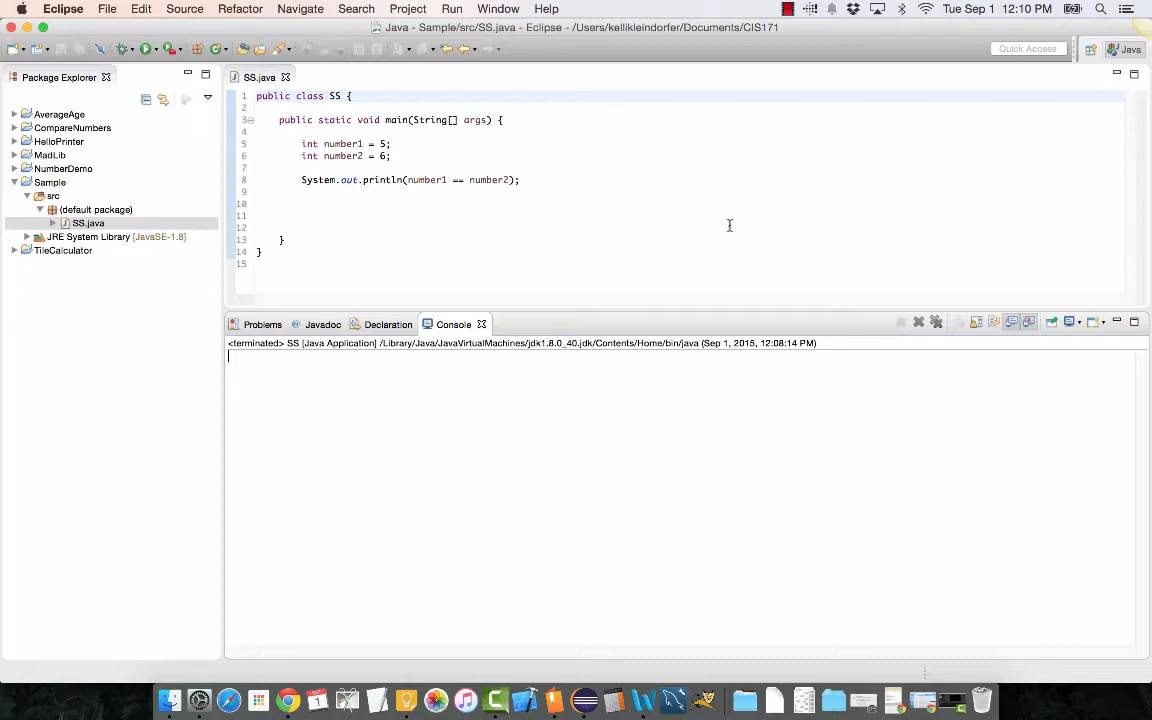 Eclipse File Edit Source Refactor Navigate Search Project Run Window Help Tue Sep 1 12:10 PM
Java - Sample/src/SS.java - Eclipse - /Users/kellikleindorfer/Documents/CIS171
Quick Access Java
Package Explorer
AverageAge
CompareNumbers
HelloPrinter
MadLib
NumberDemo
Sample
src
(default package)
SS.java
JRE System Library [JavaSE-1.8]
TileCalculator
SS.java
1 public class SS {
2
3 public static void main(String[] args) {
4
5 int number1 = 5;
6 int number2 = 6;
7
8 System.out.println(number1 == number2);
9
10
11
12
13 }
14 }
15
Problems Javadoc Declaration Console
<terminated> SS [Java Application] /Library/Java/JavaVirtualMachines/jdk1.8.0_40.jdk/Contents/Home/bin/java (Sep 1, 2015, 12:08:14 PM)